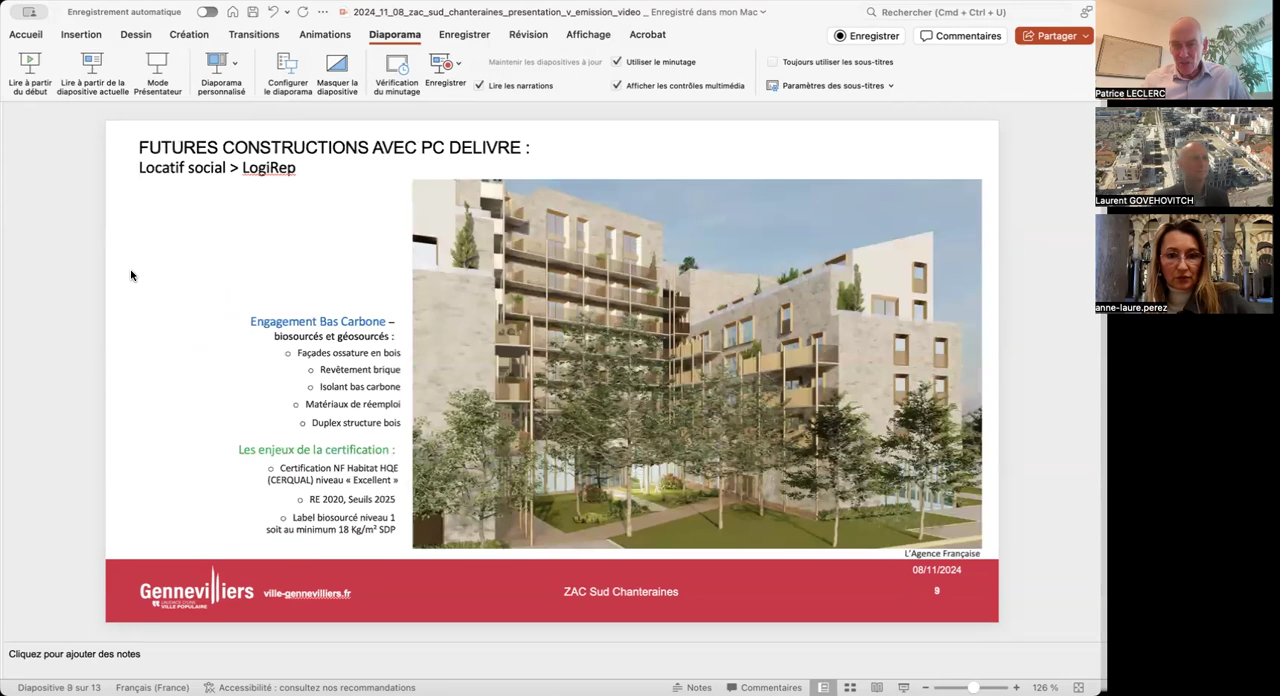 Enregistrement automatique
2024_11_08_zac_sud_chanteraines_presentation_v_emission_video _ Enregistré dans mon Mac
Rechercher (Cmd + Ctrl + U)
Accueil Insertion Dessin Création Transitions Animations Diaporama Enregistrer Révision Affichage Acrobat
Enregistrer Commentaires Partager
Lire à partir du début
Lire à partir de la diapositive actuelle
Mode Présentateur
Diaporama personnalisé
Configurer le diaporama
Masquer la diapositive
Vérification du minutage
Enregistrer
Maintenir les diapositives à jour
Lire les narrations
Utiliser le minutage
Afficher les contrôles multimédia
Toujours utiliser les sous-titres
Paramètres des sous-titres
Patrice LECLERC
Laurent GOVEHOVITCH
anne-laure.perez
FUTURES CONSTRUCTIONS AVEC PC DELIVRE :
Locatif social > LogiRep
Engagement Bas Carbone –
biosourcés et géosourcés :
Façades ossature en bois
Revêtement brique
Isolant bas carbone
Matériaux de réemploi
Duplex structure bois
Les enjeux de la certification :
Certification NF Habitat HQE
(CERQUAL) niveau « Excellent »
RE 2020, Seuils 2025
Label biosourcé niveau 1
soit au minimum 18 Kg/m² SDP
L'Agence Française
08/11/2024
Gennevilliers
VILLE POPULAIRE
ville-gennevilliers.fr
ZAC Sud Chanteraines
9
Cliquez pour ajouter des notes
Diapositive 9 sur 13 Français (France) Accessibilité : consultez nos recommandations Notes Commentaires 126 %